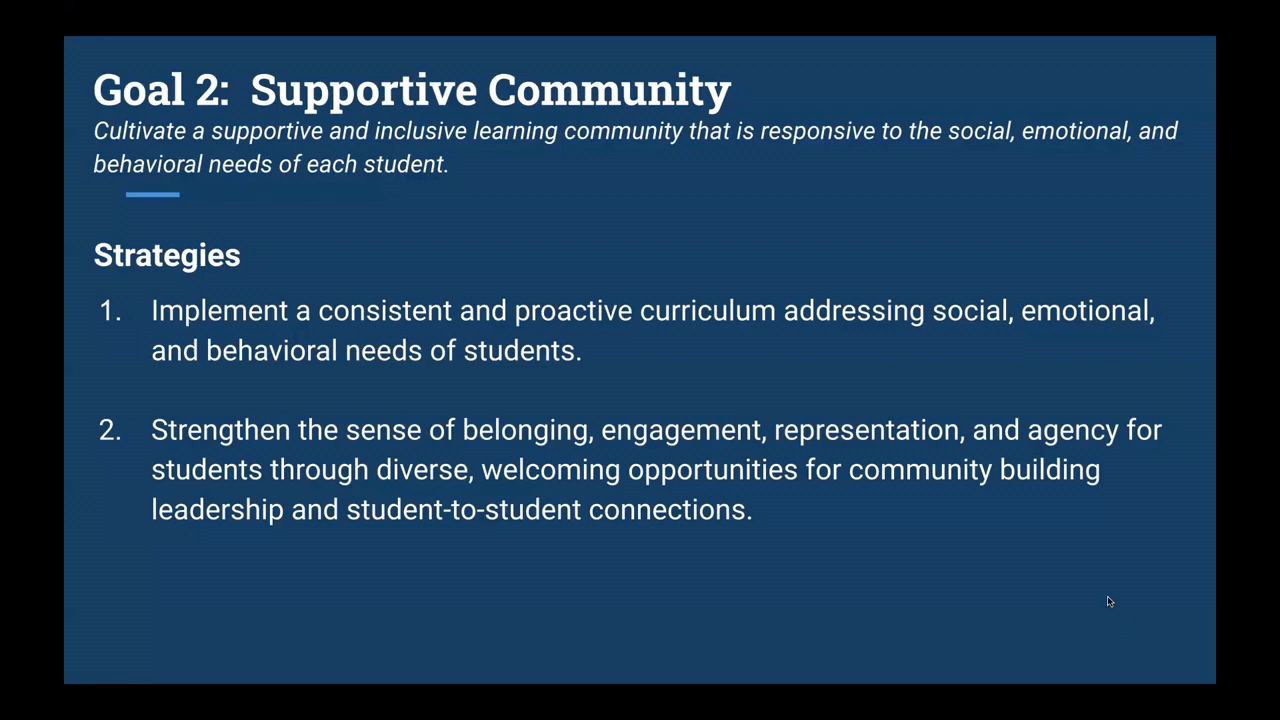 Goal 2:  Supportive Community
Cultivate a supportive and inclusive learning community that is responsive to the social, emotional, and
behavioral needs of each student.
Strategies
1. Implement a consistent and proactive curriculum addressing social, emotional,
and behavioral needs of students.
2. Strengthen the sense of belonging, engagement, representation, and agency for
students through diverse, welcoming opportunities for community building
leadership and student-to-student connections.